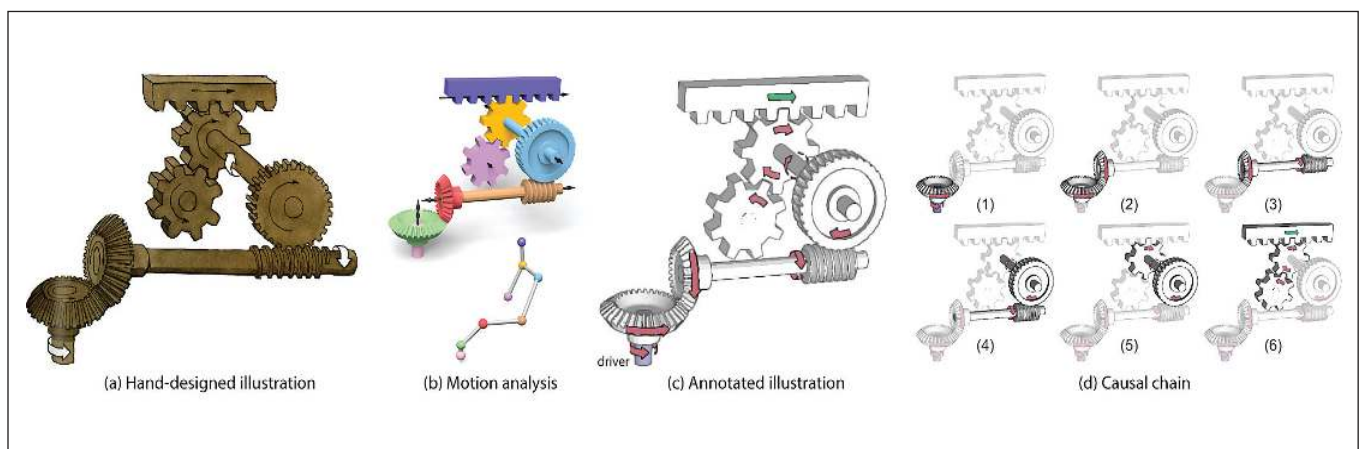 driver
(1)
(2)
(3)
(4)
(5)
(6)
(a) Hand-designed illustration
(b) Motion analysis
(c) Annotated illustration
(d) Causal chain